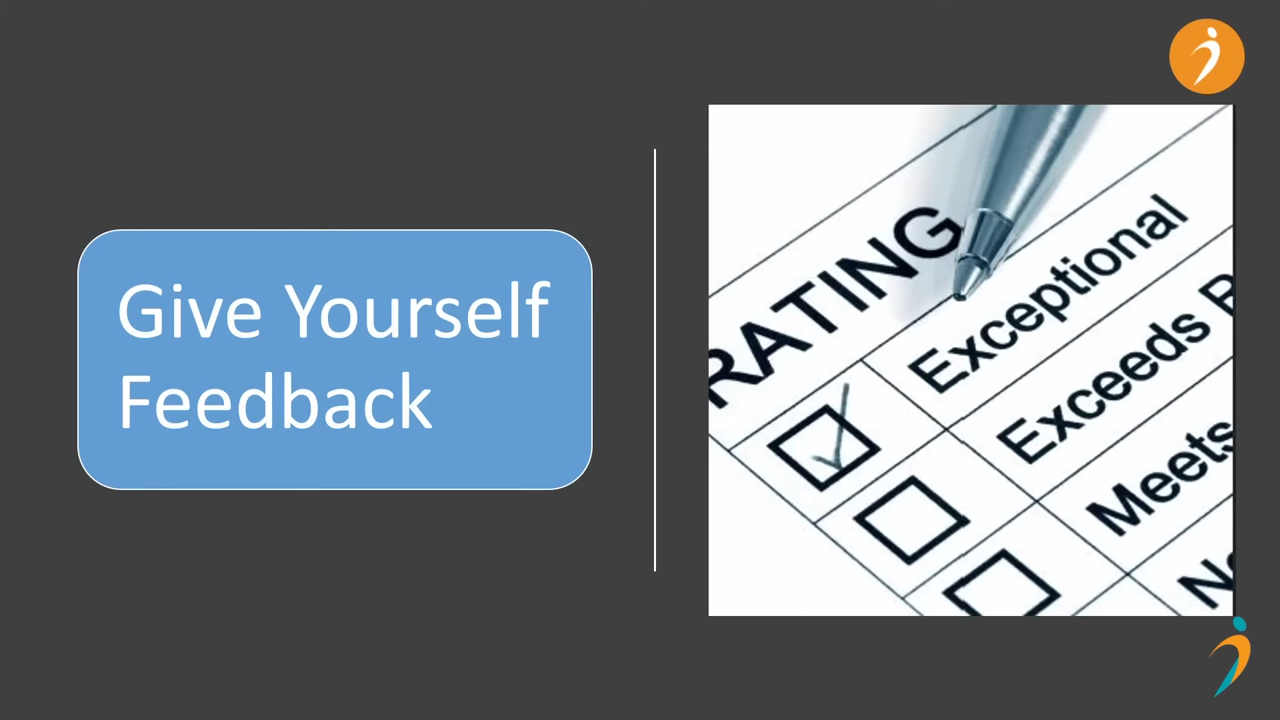 Give Yourself
Feedback
RATING
Exceptional
Exceeds
Meets